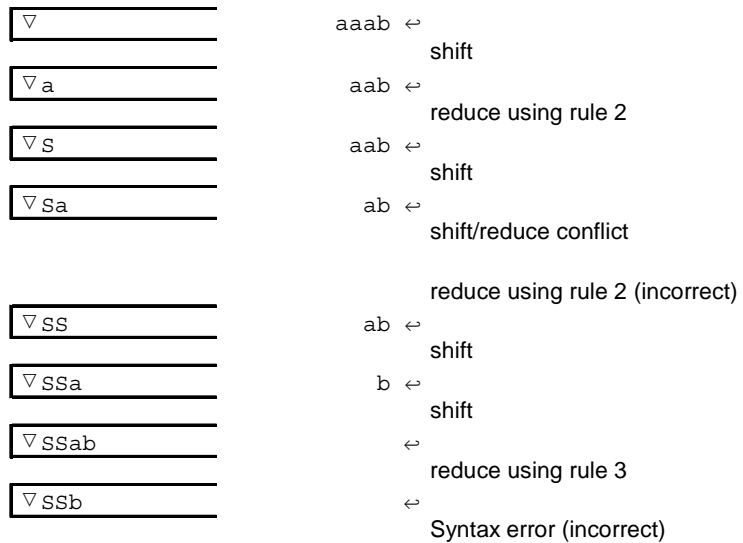 ▽ aaab ↩
shift
▽ a aab ↩
reduce using rule 2
▽ S aab ↩
shift
▽ Sa ab ↩
shift/reduce conflict
reduce using rule 2 (incorrect)
▽ SS ab ↩
shift
▽ SSa b ↩
shift
▽ SSab ↩
reduce using rule 3
▽ SSb ↩
Syntax error (incorrect)